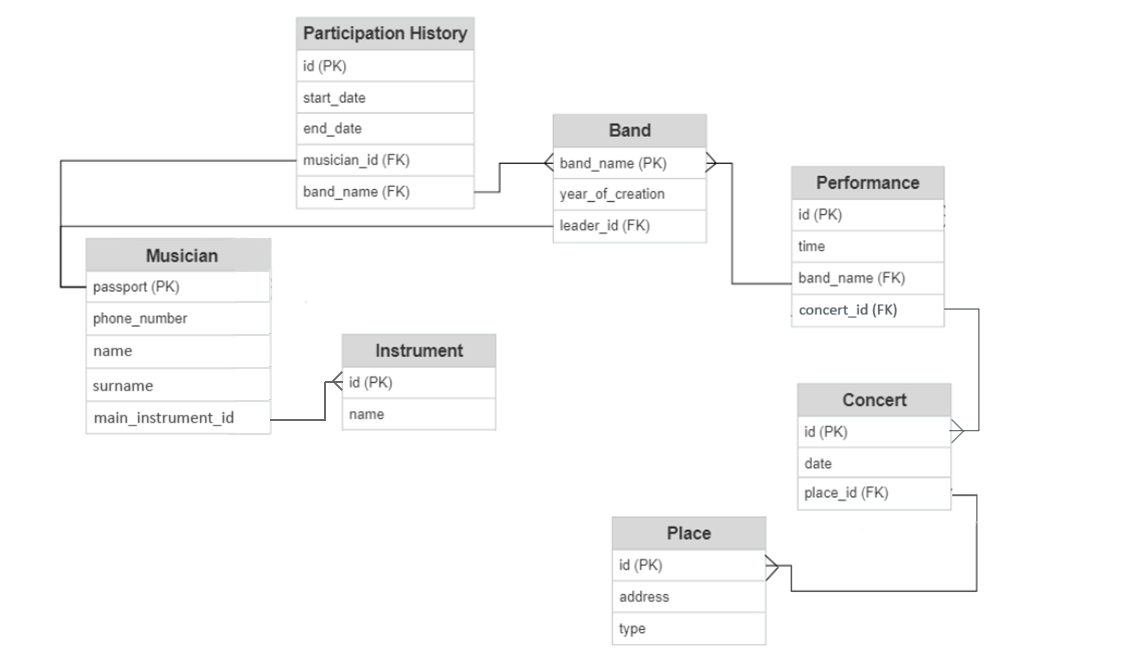 Participation History
id (PK)
start_date
end_date
musician_id (FK)
band_name (FK)
Band
band_name (PK)
year_of_creation
leader_id (FK)
Performance
id (PK)
time
band_name (FK)
concert_id (FK)
Musician
passport (PK)
phone_number
name
surname
main_instrument_id
Instrument
id (PK)
name
Concert
id (PK)
date
place_id (FK)
Place
id (PK)
address
type